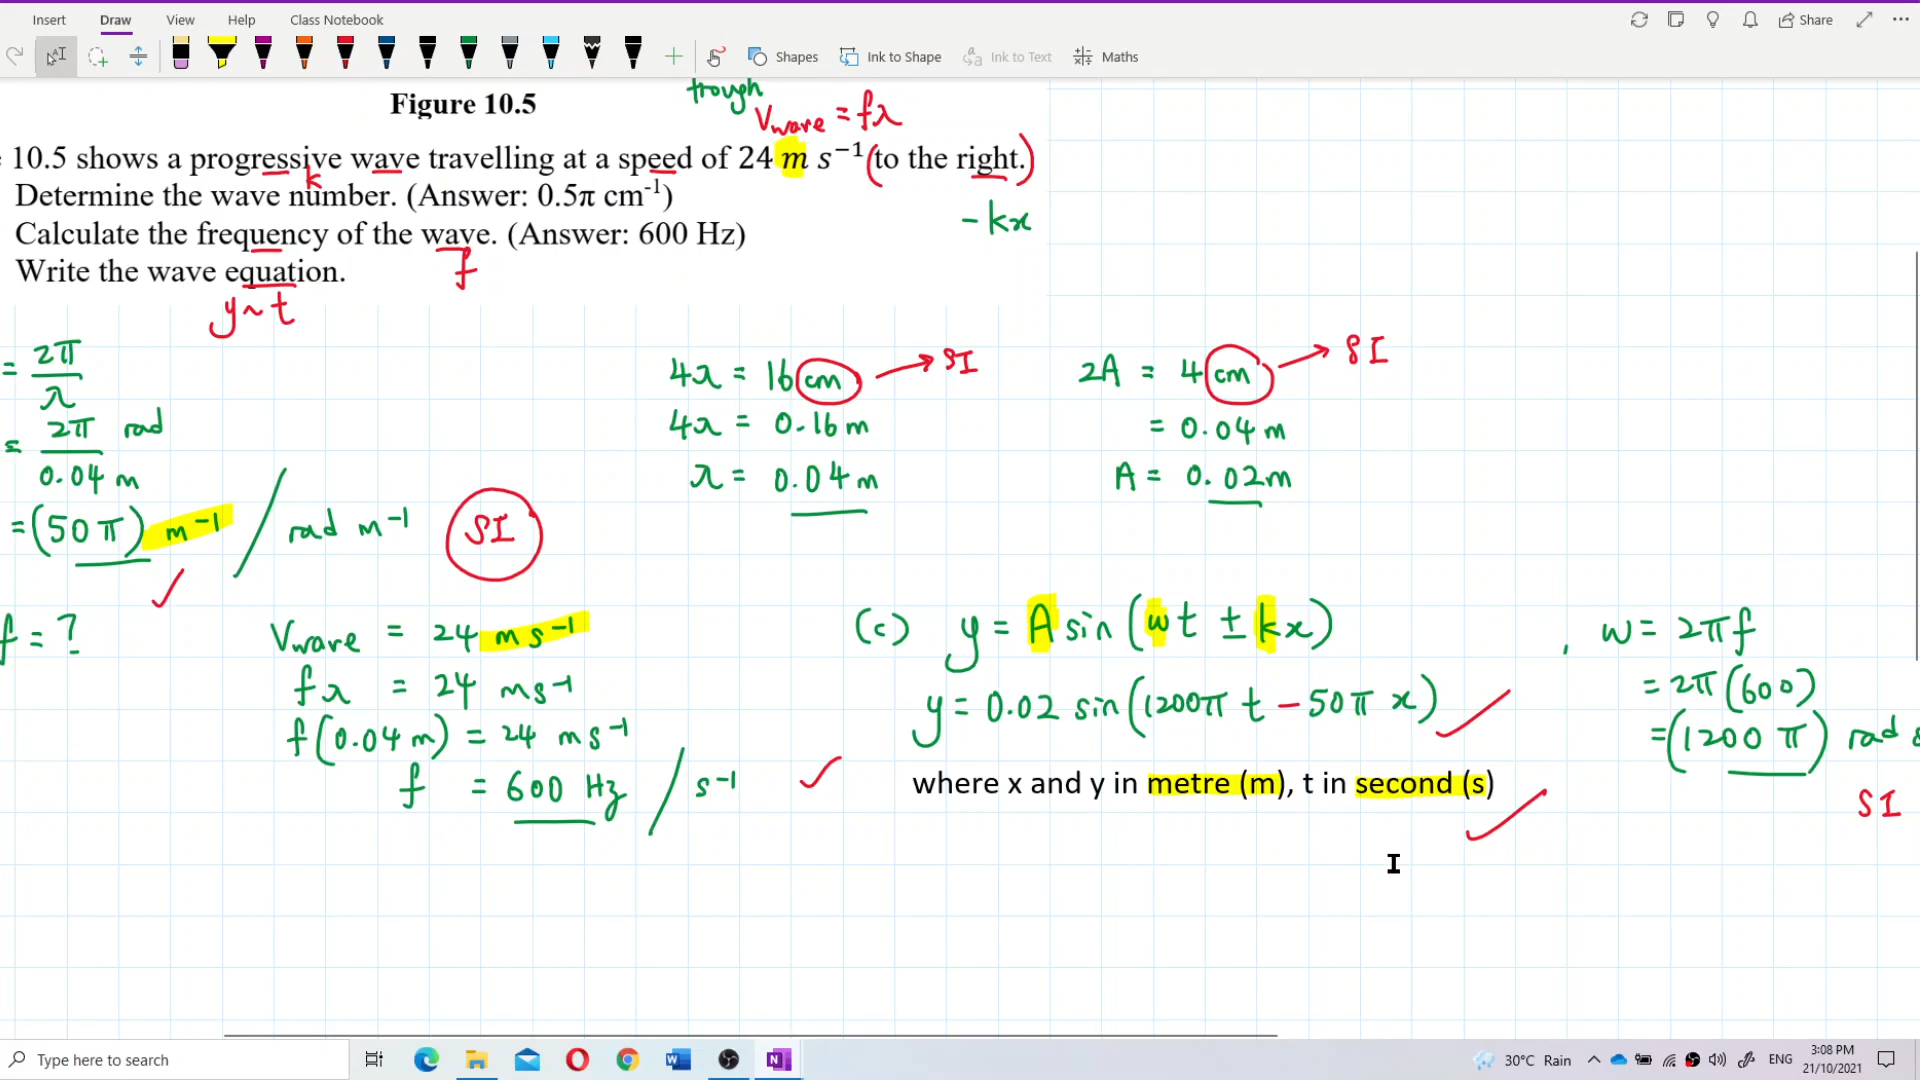 Insert Draw View Help Class Notebook Share
Shapes Ink to Shape Ink to Text Maths
trough
Figure 10.5
Vwave = fλ
10.5 shows a progressive wave travelling at a speed of 24 m s⁻¹ (to the right.)
k
Determine the wave number. (Answer: 0.5π cm⁻¹)
- kx
Calculate the frequency of the wave. (Answer: 600 Hz)
f
Write the wave equation.
y ~ t
= 2π / λ
= 2π rad / 0.04 m
= (50 π) m⁻¹ / rad m⁻¹
SI
4λ = 16 cm → SI
4λ = 0.16 m
λ = 0.04 m
2A = 4 cm → SI
= 0.04 m
A = 0.02 m
f = ?
Vwave = 24 m s⁻¹
fλ = 24 ms⁻¹
f(0.04 m) = 24 ms⁻¹
f = 600 Hz / s⁻¹
(c) y = A sin (wt ± kx)
y = 0.02 sin (1200π t - 50π x)
where x and y in metre (m), t in second (s)
, w = 2πf
= 2π (600)
= (1200 π) rad
SI
Type here to search
30°C Rain
ENG
3:08 PM
21/10/2021